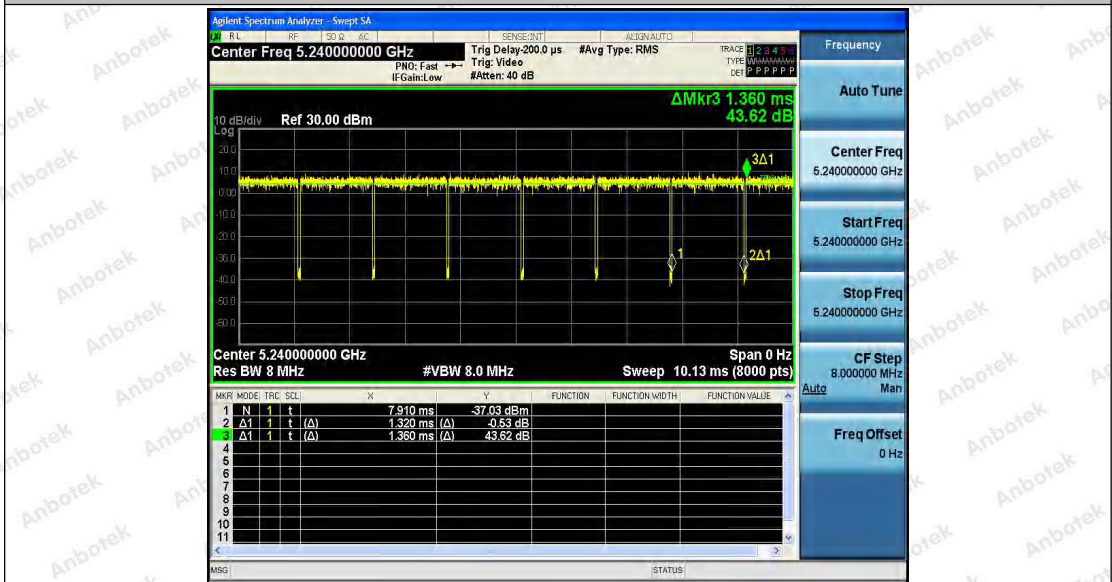 Agilent Spectrum Analyzer - Swept SA
RL RF 50 Ω AC SENSE:INT ALIGNAUTO
Center Freq 5.240000000 GHz
PNO: Fast
IFGain:Low
Trig Delay-200.0 µs #Avg Type: RMS
Trig: Video
#Atten: 40 dB
TRACE 1 2 3 4 5 6
TYPE
DET P P P P P P
ΔMkr3 1.360 ms
43.62 dB
10 dB/div Ref 30.00 dBm
Log
20.0
10.0
0.00
-10.0
-20.0
-30.0
-40.0
-50.0
-60.0
3Δ1
1
2Δ1
Center 5.240000000 GHz Span 0 Hz
Res BW 8 MHz #VBW 8.0 MHz Sweep 10.13 ms (8000 pts)
MKR MODE TRC SCL X Y FUNCTION FUNCTION WIDTH FUNCTION VALUE
1 N 1 t 7.910 ms -37.03 dBm
2 Δ1 1 t (Δ) 1.320 ms (Δ) -0.53 dB
3 Δ1 1 t (Δ) 1.360 ms (Δ) 43.62 dB
4
5
6
7
8
9
10
11
MSG STATUS
Frequency
Auto Tune
Center Freq
5.240000000 GHz
Start Freq
5.240000000 GHz
Stop Freq
5.240000000 GHz
CF Step
8.000000 MHz
Auto Man
Freq Offset
0 Hz
Anbotek